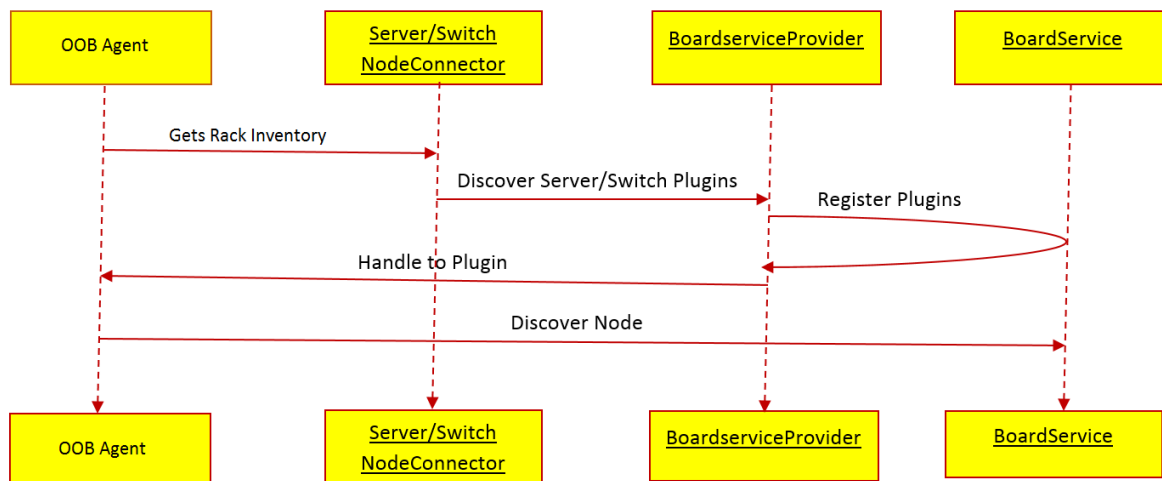 OOB Agent
Server/Switch
NodeConnector
BoardserviceProvider
BoardService
Gets Rack Inventory
Discover Server/Switch Plugins
Register Plugins
Handle to Plugin
Discover Node
OOB Agent
Server/Switch
NodeConnector
BoardserviceProvider
BoardService